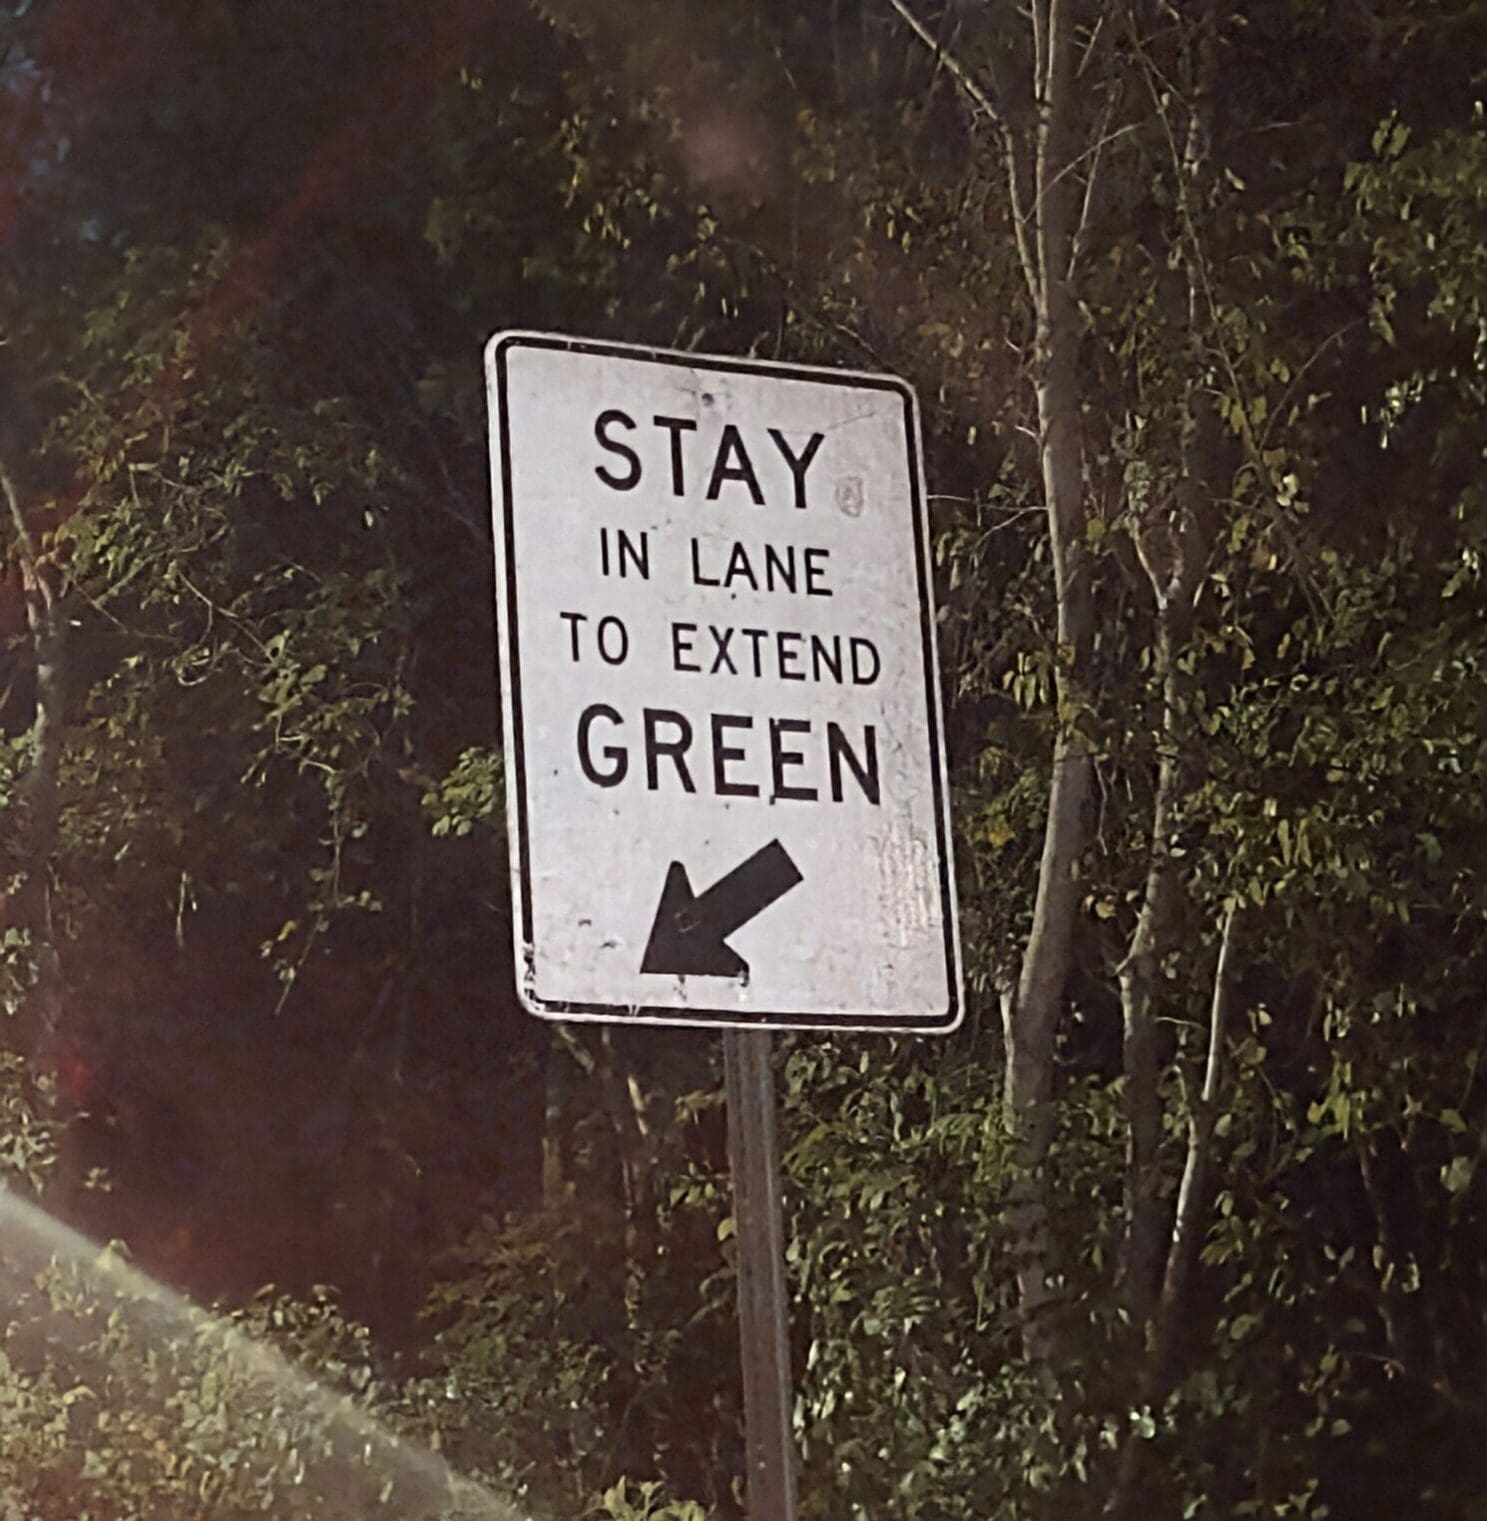 STAY
IN LANE
TO EXTEND
GREEN